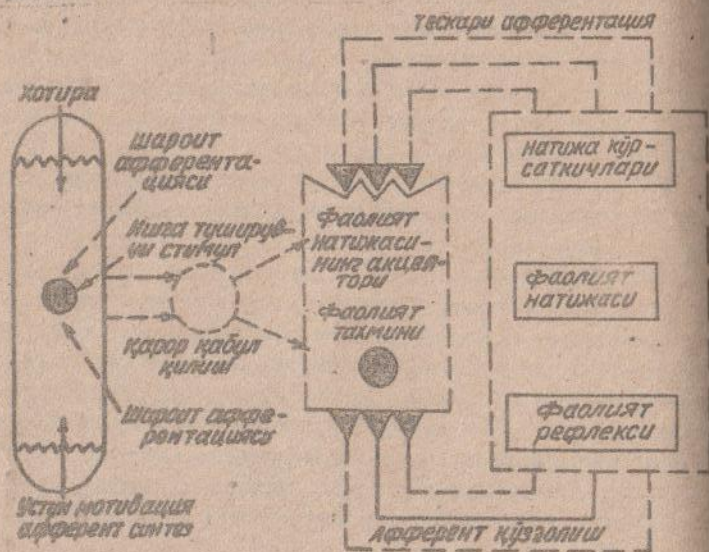 тескари афферентация
хотира
шароит
аффернта-
цияси
Ишга туширув-
чи стимул
қарор қабул
қилиш
Шароит аффе-
рентацияси
Устун мотивация
афферент синтез
фаолият
натижаси-
нинг акцеп-
тори
фаолият
тахмини
натижа кўр-
саткичлари
фаолият
натижаси
фаолият
рефлекси
Афферент қўзғолиш